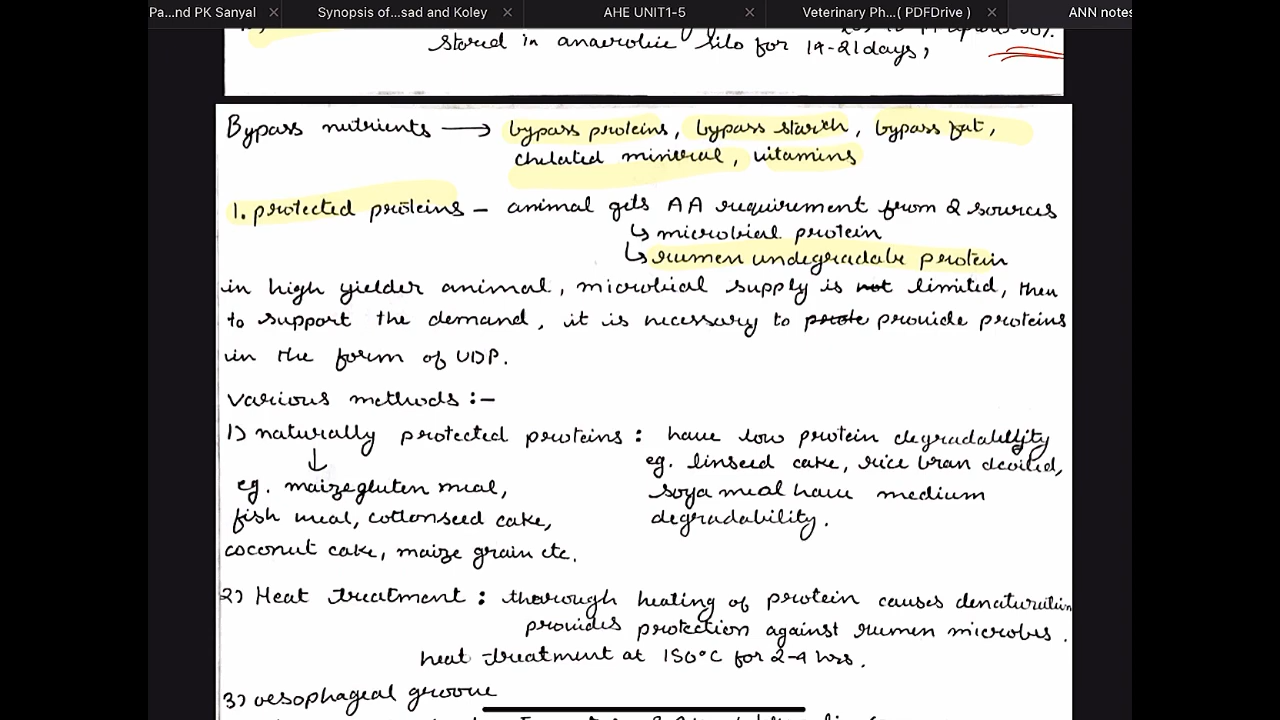 Pa...nd PK Sanyal
Synopsis of...sad and Koley
AHE UNIT1-5
Veterinary Ph...( PDFDrive )
ANN notes
stored in anaerobic silo for 14-21 days,
Bypass nutrients → bypass proteins, bypass starch, bypass fat,
chelated mineral, vitamins
1. protected proteins - animal gets AA requirement from 2 sources
↳ microbial protein
↳ rumen undegradable protein
in high yielder animal, microbial supply is not limited, then
to support the demand, it is necessary to provide proteins
in the form of UDP.
Various methods :-
1) naturally protected proteins : have low protein degradability
↓
eg. linseed cake, rice bran deoiled,
eg. maizegluten meal,
soya meal have medium
fish meal, cottonseed cake,
degradability.
coconut cake, maize grain etc.
2) Heat treatment : thorough heating of protein causes denaturation
provides protection against rumen microbes.
heat treatment at 150°C for 2-4 hrs.
3) oesophageal groove